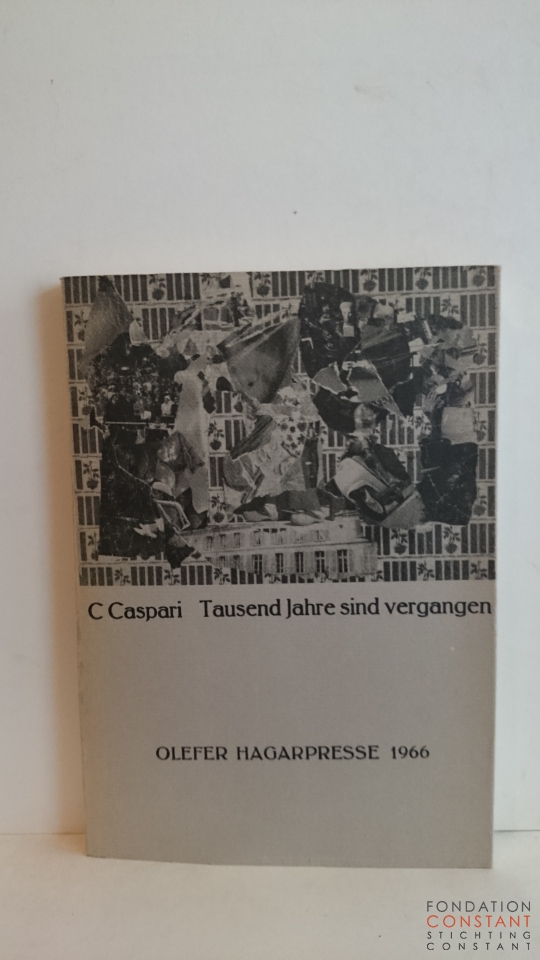 C Caspari Tausend Jahre sind vergangen
OLEFER HAGARPRESSE 1966
FONDATION
CONSTANT
STICHTING
CONSTANT